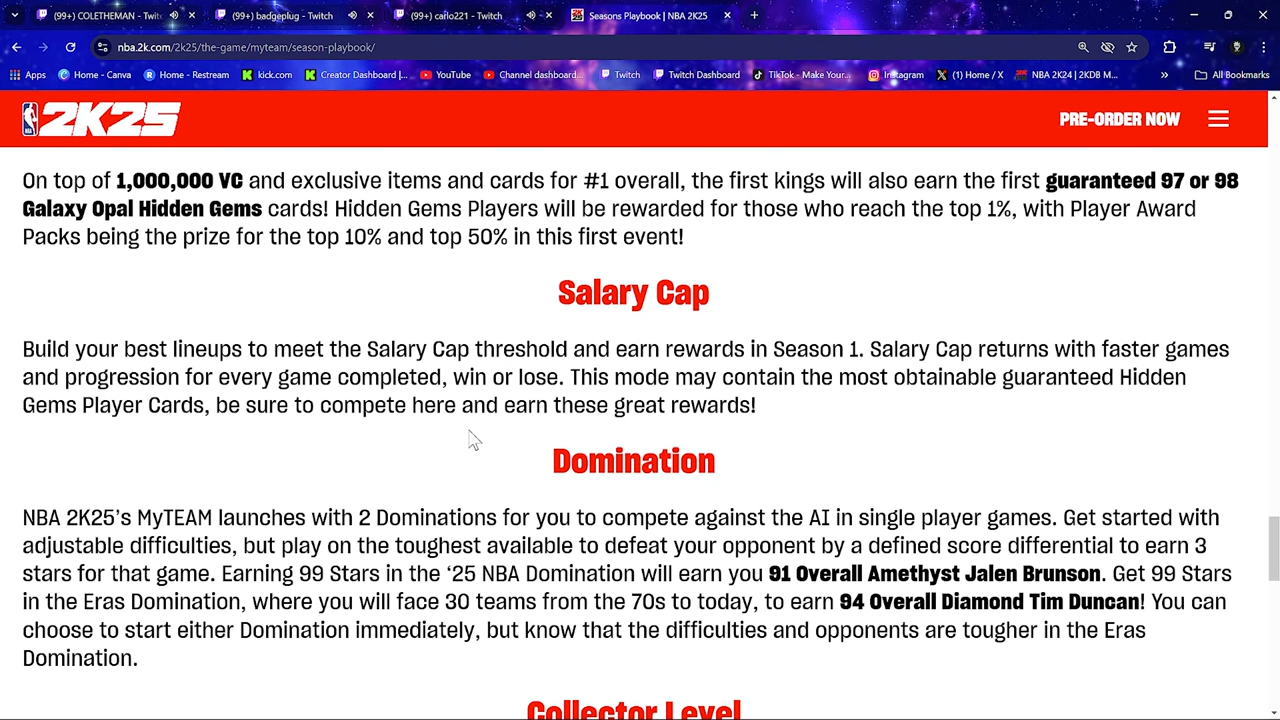 (99+) COLETHEMAN - Twitc
(99+) badgeplug - Twitch
(99+) carlo221 - Twitch
Seasons Playbook | NBA 2K25
nba.2k.com/2k25/the-game/myteam/season-playbook/
Apps
Home - Canva
Home - Restream
kick.com
Creator Dashboard |...
YouTube
Channel dashboard...
Twitch
Twitch Dashboard
TikTok - Make Your...
Instagram
(1) Home / X
NBA 2K24 | 2KDB M...
»
All Bookmarks
2K25
PRE-ORDER NOW
On top of 1,000,000 VC and exclusive items and cards for #1 overall, the first kings will also earn the first guaranteed 97 or 98
Galaxy Opal Hidden Gems cards! Hidden Gems Players will be rewarded for those who reach the top 1%, with Player Award
Packs being the prize for the top 10% and top 50% in this first event!
Salary Cap
Build your best lineups to meet the Salary Cap threshold and earn rewards in Season 1. Salary Cap returns with faster games
and progression for every game completed, win or lose. This mode may contain the most obtainable guaranteed Hidden
Gems Player Cards, be sure to compete here and earn these great rewards!
Domination
NBA 2K25’s MyTEAM launches with 2 Dominations for you to compete against the AI in single player games. Get started with
adjustable difficulties, but play on the toughest available to defeat your opponent by a defined score differential to earn 3
stars for that game. Earning 99 Stars in the ‘25 NBA Domination will earn you 91 Overall Amethyst Jalen Brunson. Get 99 Stars
in the Eras Domination, where you will face 30 teams from the 70s to today, to earn 94 Overall Diamond Tim Duncan! You can
choose to start either Domination immediately, but know that the difficulties and opponents are tougher in the Eras
Domination.
Collector Level